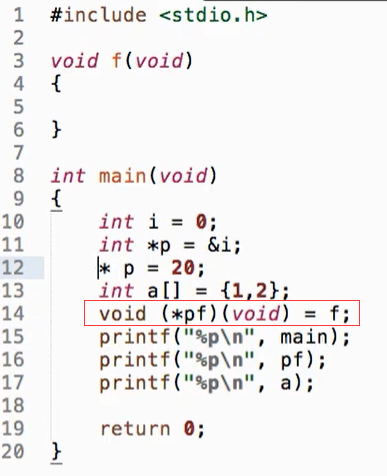 1 #include <stdio.h>
2
3 void f(void)
4 {
5
6 }
7
8 int main(void)
9 {
10 int i = 0;
11 int *p = &i;
12 * p = 20;
13 int a[] = {1,2};
14 void (*pf)(void) = f;
15 printf("%p\n", main);
16 printf("%p\n", pf);
17 printf("%p\n", a);
18
19 return 0;
20 }